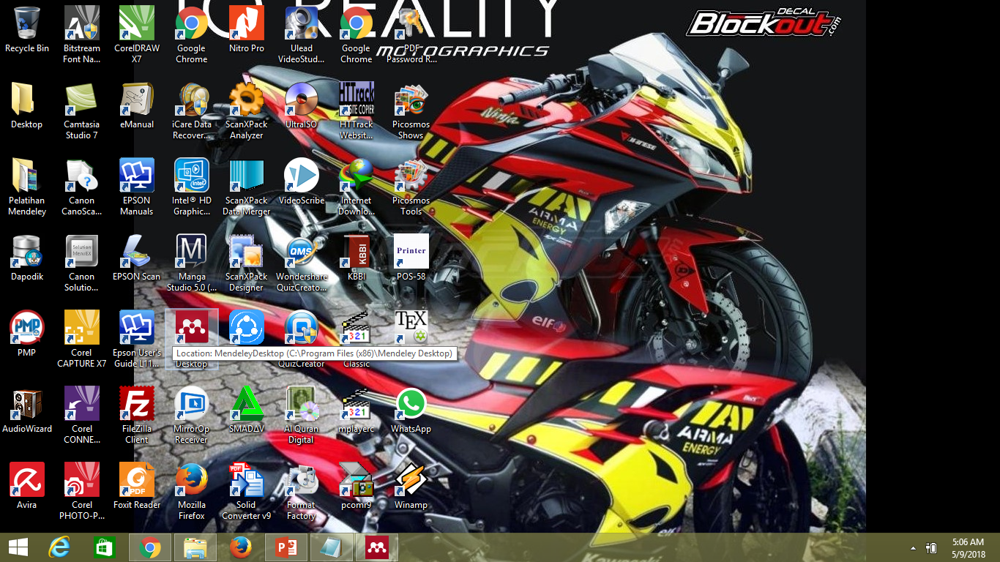 TO REALITY
MOTOGRAPHICS
DECAL
Blockout.com
Recycle Bin
Bitstream
Font Na...
CorelDRAW
X7
Google
Chrome
Nitro Pro
Ulead
VideoStud...
Google
Chrome
PDF
Password R...
Desktop
Camtasia
Studio 7
eManual
iCare Data
Recover...
ScanXPack
Analyzer
UltraISO
HTTrack
SITE COPIER
HTTrack
Websit...
Picosmos
Shows
Pelatihan
Mendeley
Canon
CanoSca...
EPSON
Manuals
Intel® HD
Graphic...
ScanXPack
Data Merger
VideoScribe
Internet
Downlo...
Picosmos
Tools
Dapodik
Solution
MenuEX
Canon
Solutio...
EPSON Scan
Manga
Studio 5.0 (...
ScanXPack
Designer
QMS
Wondershare
QuizCreato...
KBBI
KBBI
Printer
POS-58
PMP
PMP
Corel
CAPTURE X7
Epson User's
Guide L11...
Desktop
QuizCreator
321
Classic
TEX
Location: MendeleyDesktop (C:\Program Files (x86)\Mendeley Desktop)
AudioWizard
Corel
CONNE...
FileZilla
Client
MirrorOp
Receiver
SMADΔV
Al Quran
Digital
321
mplayerc
WhatsApp
Avira
Corel
PHOTO-P...
PDF
Foxit Reader
Mozilla
Firefox
PDF
Solid
Converter v9
Format
Factory
pcomr9
Winamp
Ninja
ARMA
ENERGY
elf
ARMA
ENERGY
elf
Kawasaki
5:06 AM
5/9/2018